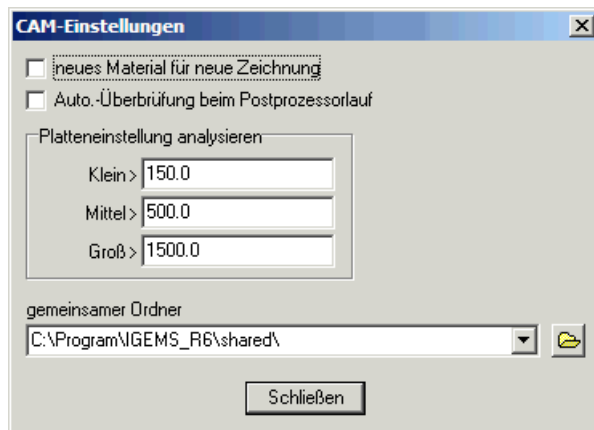 CAM-Einstellungen
neues Material für neue Zeichnung
Auto.-Überbrüfung beim Postprozessorlauf
Platteneinstellung analysieren
Klein > 150.0
Mittel > 500.0
Groß > 1500.0
gemeinsamer Ordner
C:\Program\IGEMS_R6\shared\
Schließen